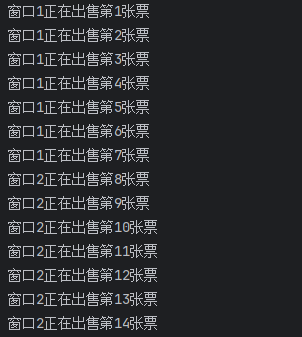 窗口1正在出售第1张票
窗口1正在出售第2张票
窗口1正在出售第3张票
窗口1正在出售第4张票
窗口1正在出售第5张票
窗口1正在出售第6张票
窗口1正在出售第7张票
窗口2正在出售第8张票
窗口2正在出售第9张票
窗口2正在出售第10张票
窗口2正在出售第11张票
窗口2正在出售第12张票
窗口2正在出售第13张票
窗口2正在出售第14张票